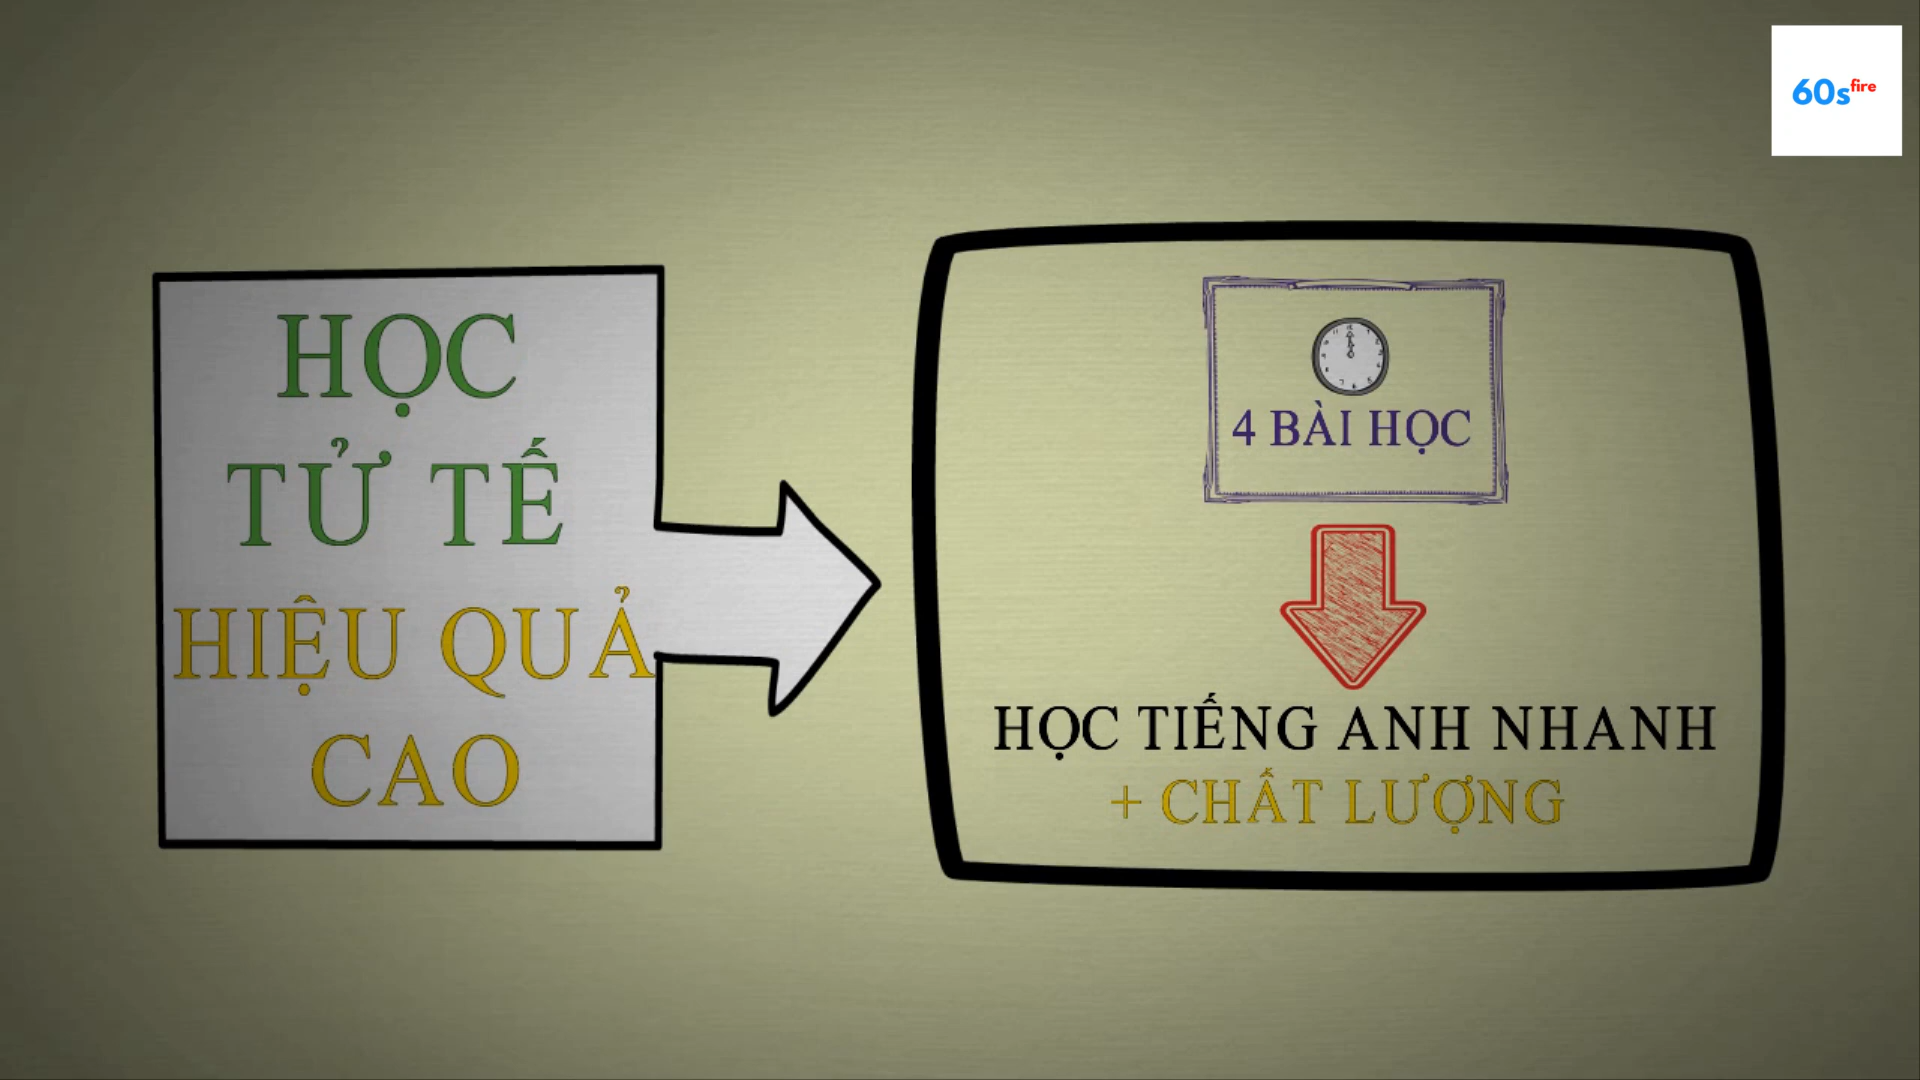 60sfire
HỌC
TỬ TẾ
HIỆU QUẢ
CAO
4 BÀI HỌC
HỌC TIẾNG ANH NHANH
+ CHẤT LƯỢNG